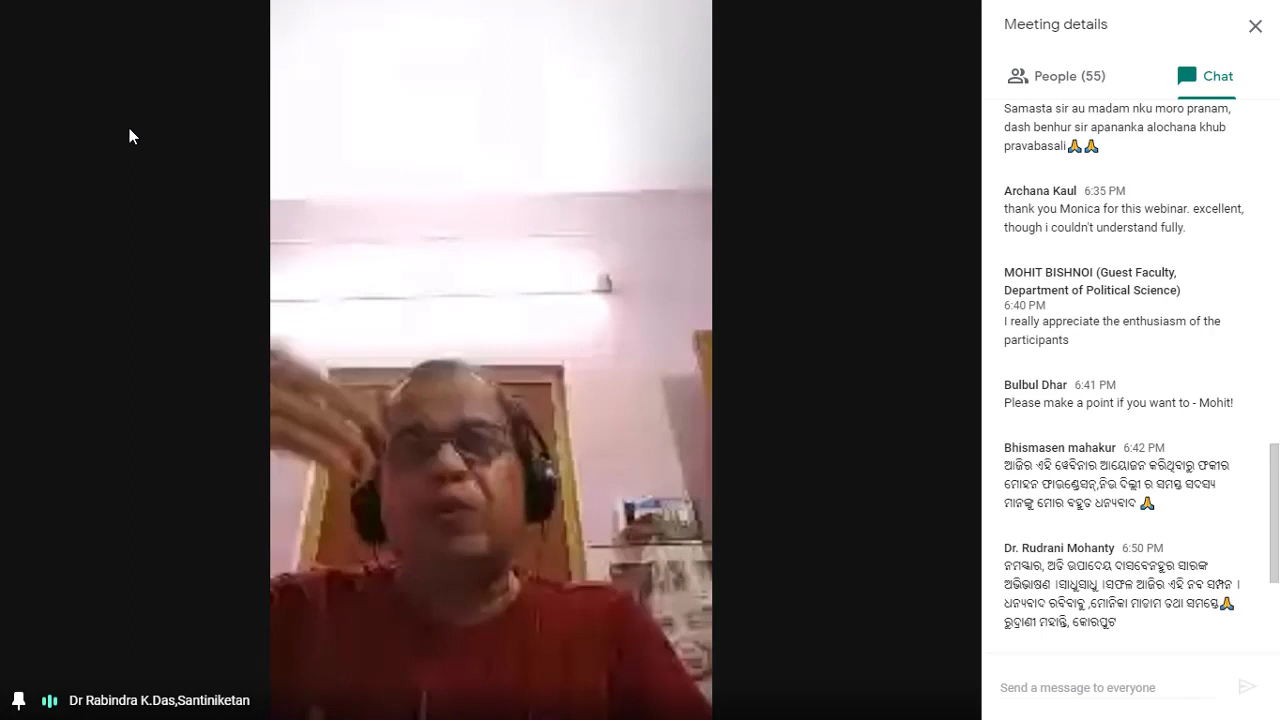 Meeting details
People (55)
Chat
Samasta sir au madam nku moro pranam,
dash benhur sir apananka alochana khub
pravabasali🙏🙏
Archana Kaul 6:35 PM
thank you Monica for this webinar. excellent,
though i couldn't understand fully.
MOHIT BISHNOI (Guest Faculty,
Department of Political Science)
6:40 PM
I really appreciate the enthusiasm of the
participants
Bulbul Dhar 6:41 PM
Please make a point if you want to - Mohit!
Bhismasen mahakur 6:42 PM
ଆଜିର ଏହି ୱେବିନାର ଆୟୋଜନ କରିଥିବାରୁ ଫକୀର
ମୋହନ ଫାଉଣ୍ଡେସନ୍,ନିଉ ଦିଲ୍ଲୀ ର ସମସ୍ତ ସଦସ୍ୟ
ମାନଙ୍କୁ ମୋର ବହୁତ ଧନ୍ୟବାଦ 🙏
Dr. Rudrani Mohanty 6:50 PM
ନମସ୍କାର, ଅତି ଉପାଦେୟ ଦାସବେନହୁର ସାରଙ୍କ
ଅଭିଭାଷଣ ।ସାଧୁସାଧୁ ।ସଫଳ ଆଜିର ଏହି ନବ ସମ୍ପନ ।
ଧନ୍ୟବାଦ ରବିବାବୁ ,ମୋନିକା ମାଡାମ ତଥା ସମସ୍ତେ🙏
ରୁଦ୍ରାଣୀ ମହାନ୍ତି, କୋରାପୁଟ
Send a message to everyone
Dr Rabindra K.Das,Santiniketan